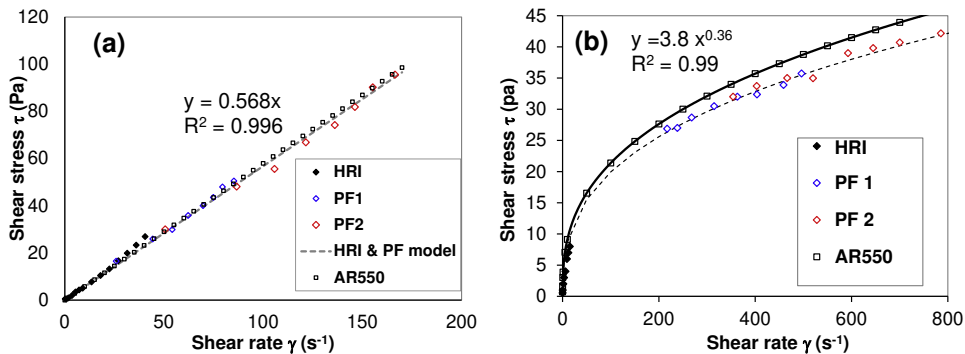 (a)
y = 0.568x
R² = 0.996
Shear stress τ (Pa)
120
100
80
60
40
20
0
HRI
PF1
PF2
HRI & PF model
AR550
0 50 100 150 200
Shear rate γ (s⁻¹)
(b)
y =3.8 x^0.36
R² = 0.99
Shear stress τ (pa)
45
40
35
30
25
20
15
10
5
0
HRI
PF 1
PF 2
AR550
0 200 400 600 800
Shear rate γ (s⁻¹)